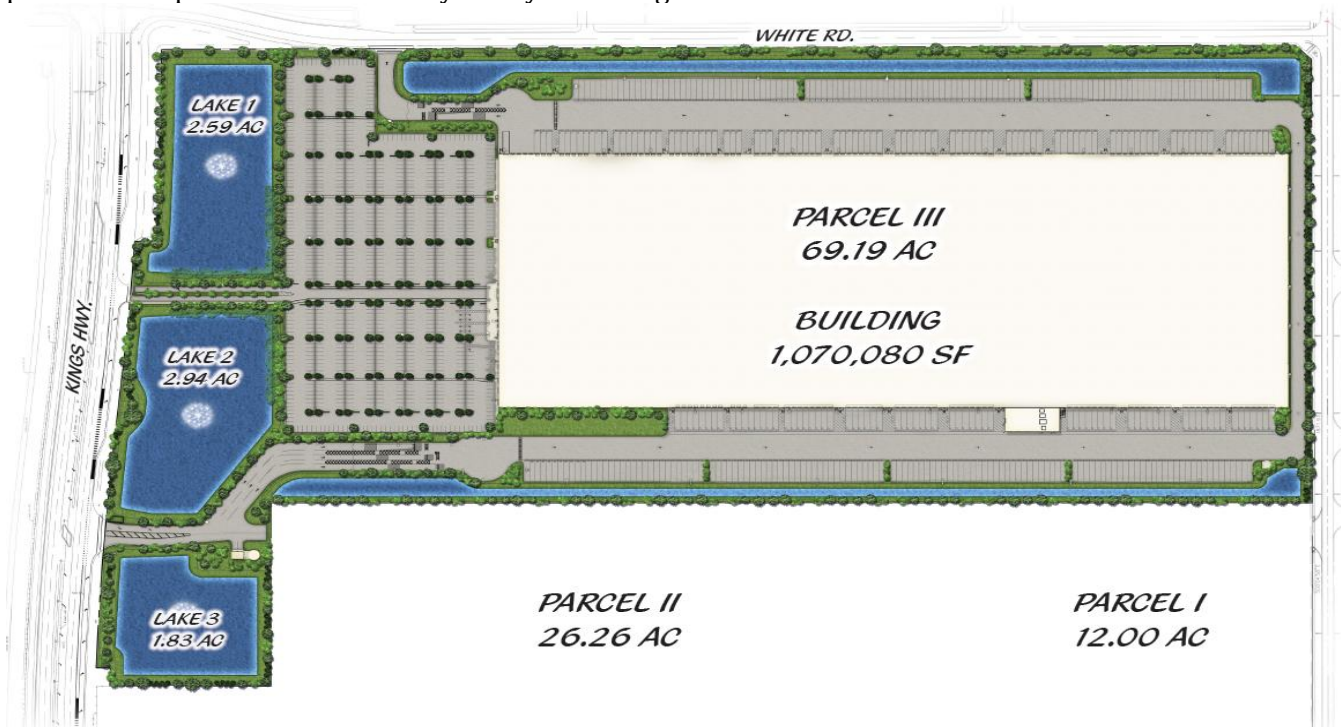 WHITE RD.
LAKE 1
2.59 AC
PARCEL III
69.19 AC
KINGS HWY.
BUILDING
1,070,080 SF
LAKE 2
2.94 AC
PARCEL II
26.26 AC
PARCEL I
12.00 AC
LAKE 3
1.83 AC